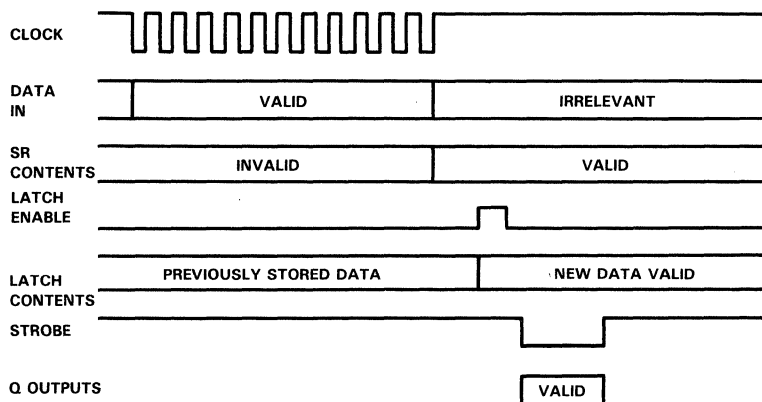 CLOCK
DATA
IN
VALID
IRRELEVANT
SR
CONTENTS
INVALID
VALID
LATCH
ENABLE
LATCH
CONTENTS
PREVIOUSLY STORED DATA
NEW DATA VALID
STROBE
Q OUTPUTS
VALID